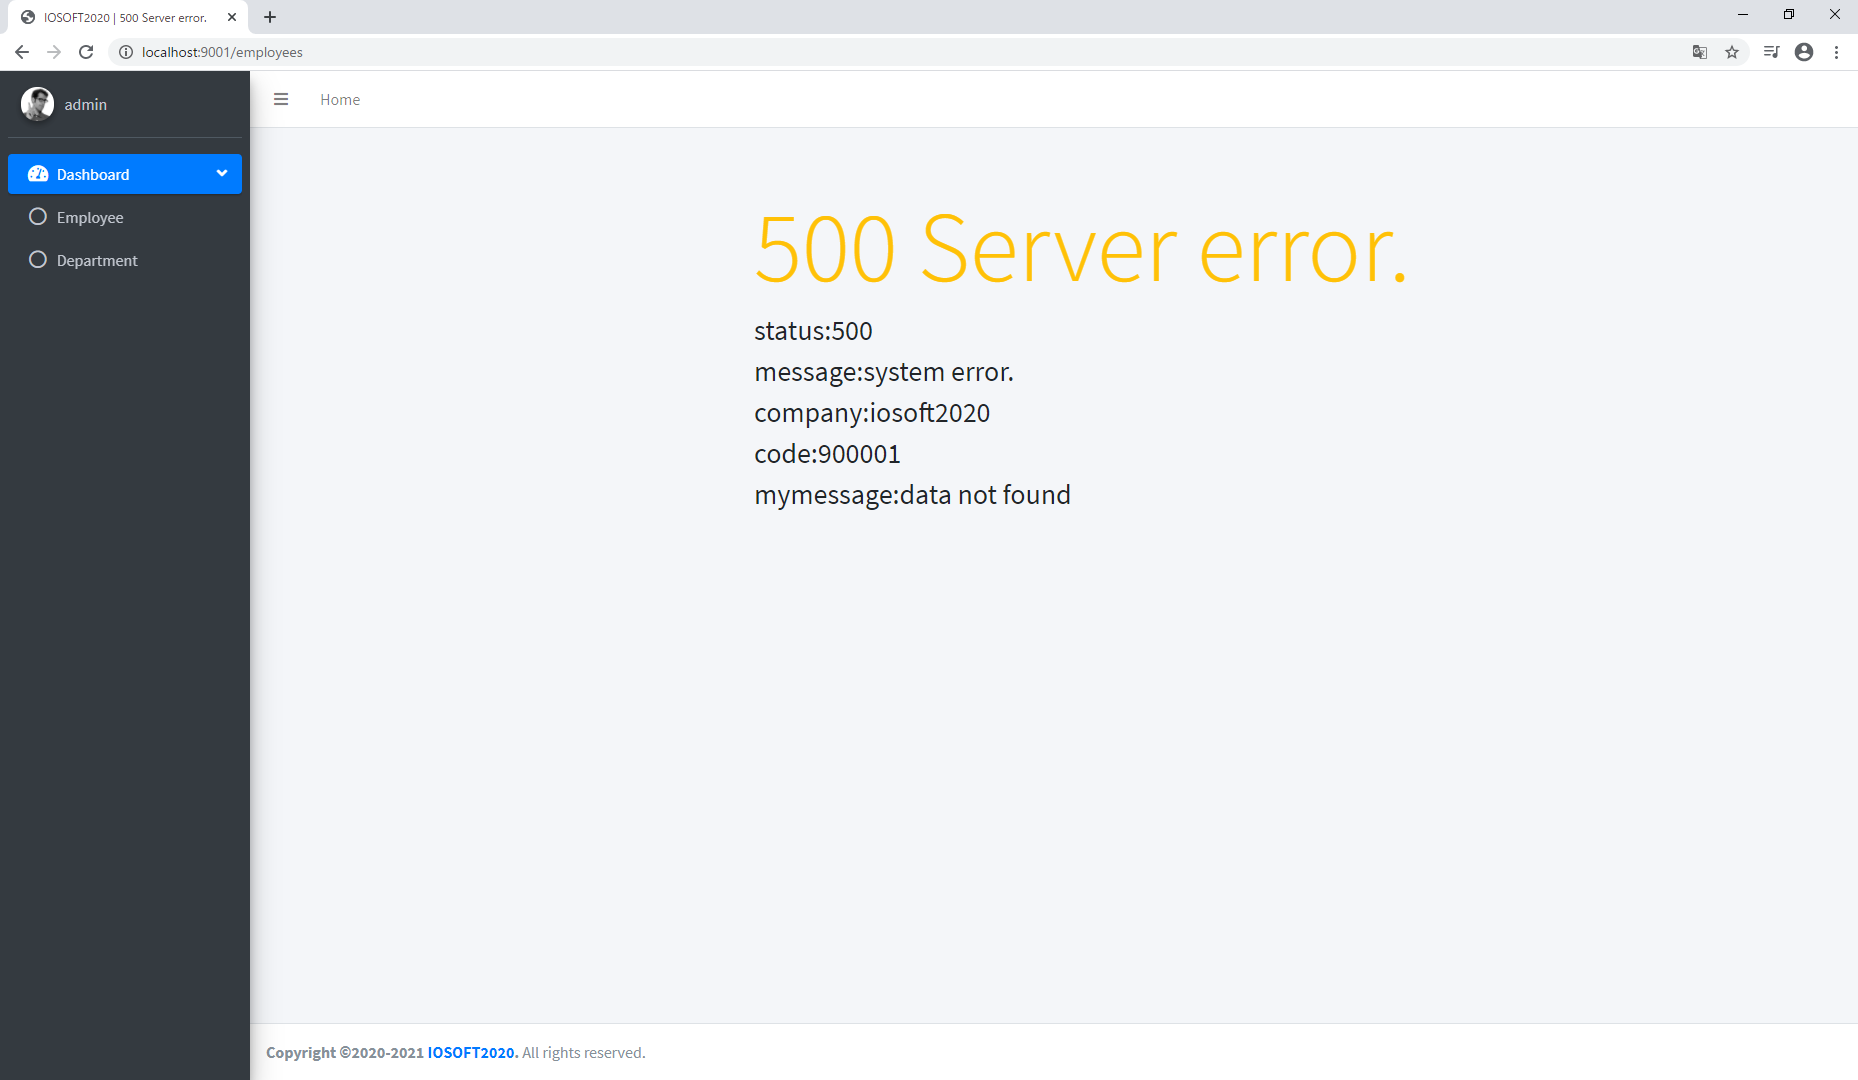 IOSOFT2020 | 500 Server error.
localhost:9001/employees
admin
Home
Dashboard
Employee
Department
500 Server error.
status:500
message:system error.
company:iosoft2020
code:900001
mymessage:data not found
Copyright ©2020-2021 IOSOFT2020. All rights reserved.